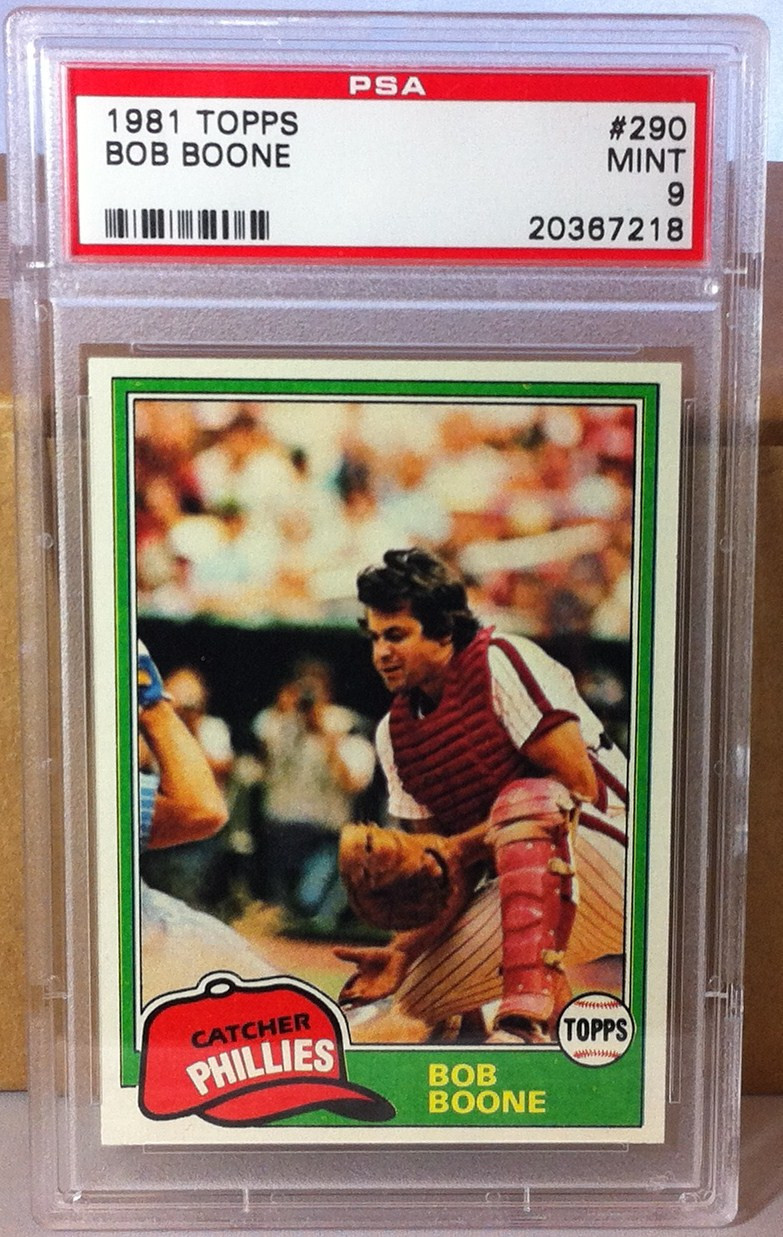 PSA
1981 TOPPS #290
BOB BOONE MINT
9
20367218
CATCHER
PHILLIES
TOPPS
BOB
BOONE